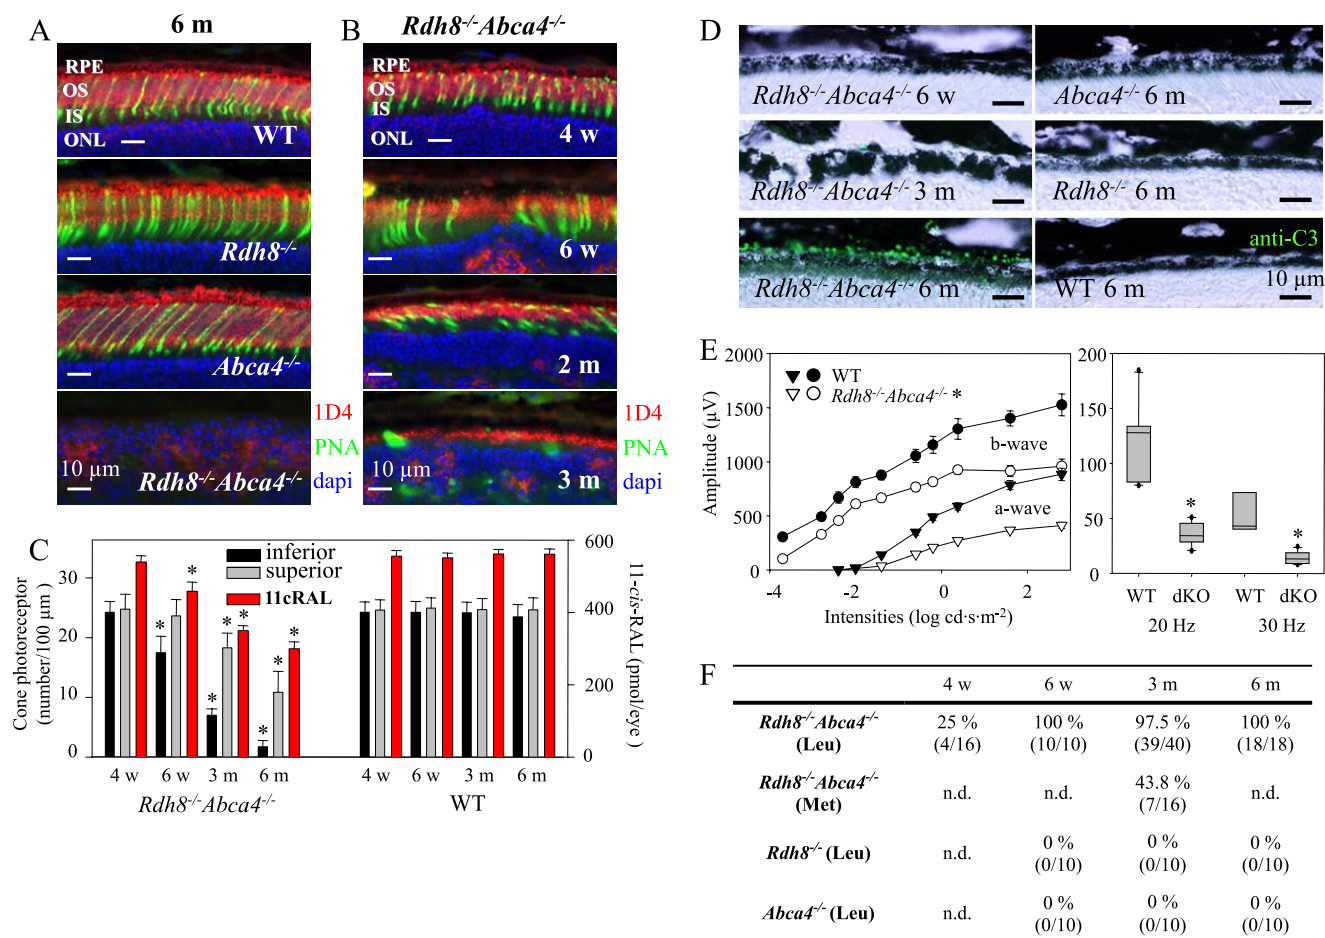 A
6 m
RPE
OS
IS
ONL
WT
Rdh8-/-
Abca4-/-
1D4
PNA
dapi
10 µm
Rdh8-/-Abca4-/-
B
Rdh8-/-Abca4-/-
RPE
OS
IS
ONL
4 w
6 w
2 m
1D4
PNA
dapi
10 µm
3 m
C
inferior
superior
11cRAL
Cone photoreceptor
(number/100 µm)
30
20
10
0
* * * * * * * *
600
400
200
0
11-cis-RAL
(pmol/eye)
4 w 6 w 3 m 6 m
4 w 6 w 3 m 6 m
Rdh8-/-Abca4-/-
WT
D
Rdh8-/-Abca4-/- 6 w
Abca4-/- 6 m
Rdh8-/-Abca4-/- 3 m
Rdh8-/- 6 m
Rdh8-/-Abca4-/- 6 m
anti-C3
10 µm
WT 6 m
E
2000
1500
1000
500
0
Amplitude (µV)
WT
Rdh8-/-Abca4-/- *
b-wave
a-wave
-4 -2 0 2
Intensities (log cd·s·m-2)
200
150
100
50
0
*
*
WT dKO WT dKO
20 Hz 30 Hz
F
4 w 6 w 3 m 6 m
Rdh8-/-Abca4-/- 25 % 100 % 97.5 % 100 %
(Leu) (4/16) (10/10) (39/40) (18/18)
Rdh8-/-Abca4-/- n.d. n.d. 43.8 % n.d.
(Met) (7/16)
Rdh8-/- (Leu) n.d. 0 % 0 % 0 %
(0/10) (0/10) (0/10)
Abca4-/- (Leu) n.d. 0 % 0 % 0 %
(0/10) (0/10) (0/10)